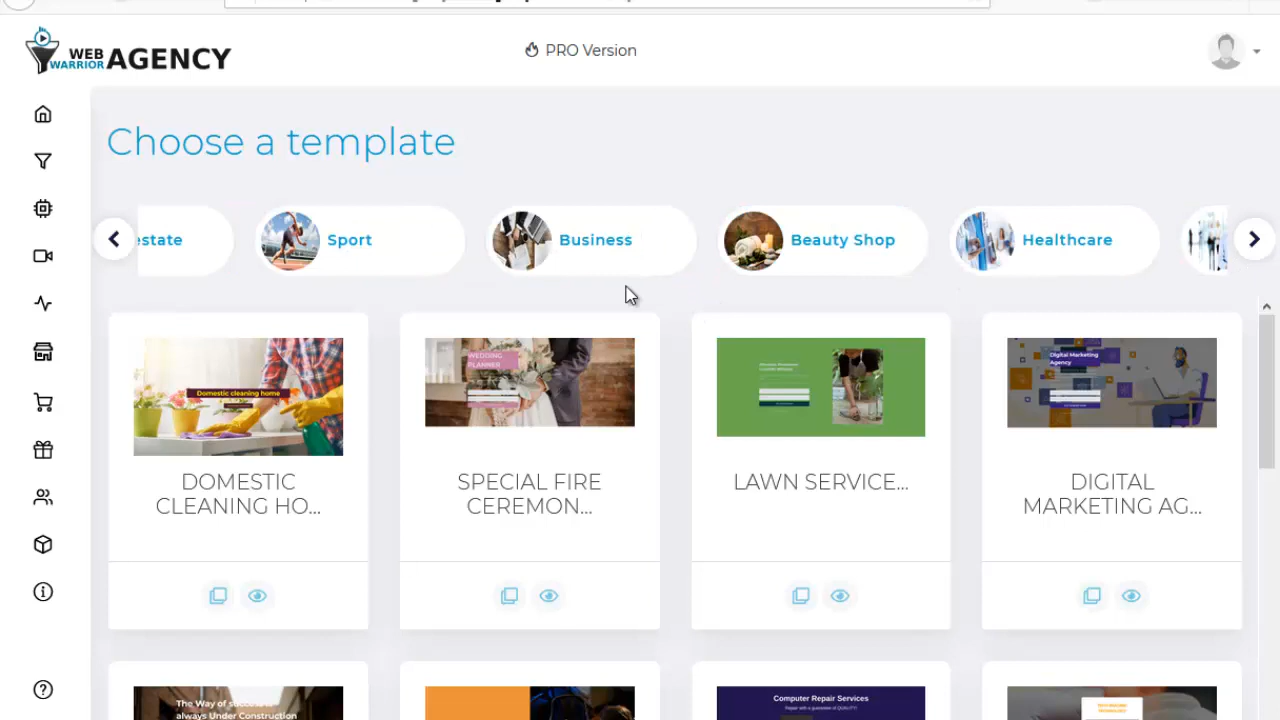 WEB
WARRIOR AGENCY
PRO Version
Choose a template
estate
Sport
Business
Beauty Shop
Healthcare
Domestic cleaning home
WEDDING
PLANNER
Digital Marketing
Agency
DOMESTIC
CLEANING HO...
SPECIAL FIRE
CEREMON...
LAWN SERVICE...
DIGITAL
MARKETING AG...
The Way of success is
always Under Construction
Computer Repair Services